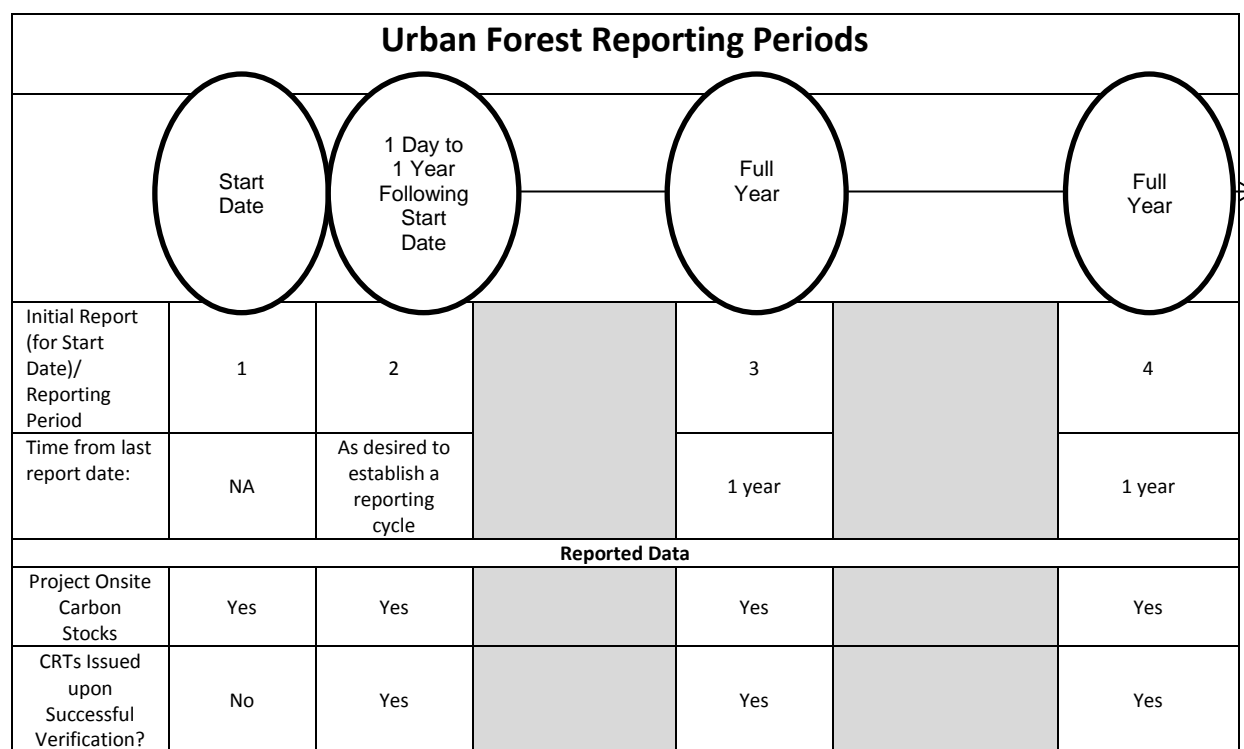 Urban Forest Reporting Periods
Start
Date
1 Day to
1 Year
Following
Start
Date
Full
Year
Full
Year
Initial Report
(for Start
Date)/
Reporting
Period
1
2
3
4
Time from last
report date:
NA
As desired to
establish a
reporting
cycle
1 year
1 year
Reported Data
Project Onsite
Carbon
Stocks
Yes
Yes
Yes
Yes
CRTs Issued
upon
Successful
Verification?
No
Yes
Yes
Yes